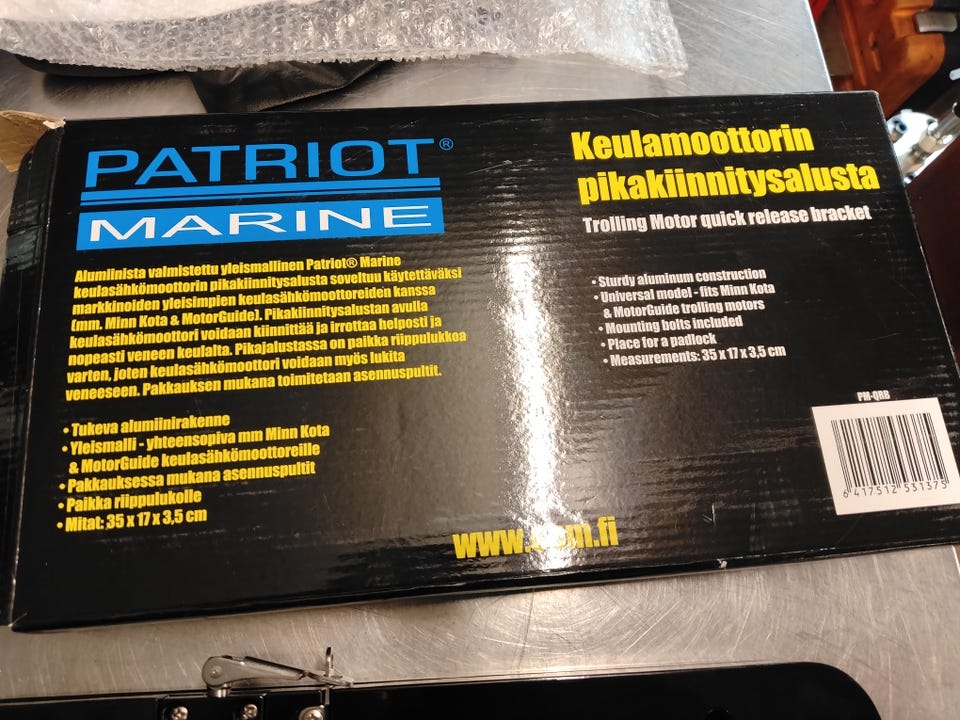 PATRIOT®
MARINE
Alumiinista valmistettu yleismallinen Patriot® Marine
keulasähkömoottorin pikakiinnitysalusta soveltuu käytettäväksi
markkinoiden yleisimpien keulasähkömoottoreiden kanssa
(mm. Minn Kota & MotorGuide). Pikakiinnitysalustan avulla
keulasähkömoottori voidaan kiinnittää ja irrottaa helposti ja
nopeasti veneen keulalta. Pikajalustassa on paikka riippulukkoa
varten, joten keulasähkömoottori voidaan myös lukita
veneeseen. Pakkauksen mukana toimitetaan asennuspultit.
• Tukeva alumiinirakenne
• Yleismalli - yhteensopiva mm Minn Kota
& MotorGuide keulasähkömoottoreille
• Pakkauksessa mukana asennuspultit
• Paikka riippulukolle
• Mitat: 35 x 17 x 3,5 cm
Keulamoottorin
pikakiinnitysalusta
Trolling Motor quick release bracket
• Sturdy aluminum construction
• Universal model - fits Minn Kota
& MotorGuide trolling motors
• Mounting bolts included
• Place for a padlock
• Measurements: 35 x 17 x 3,5 cm
PM-QRB
6 417512 531375